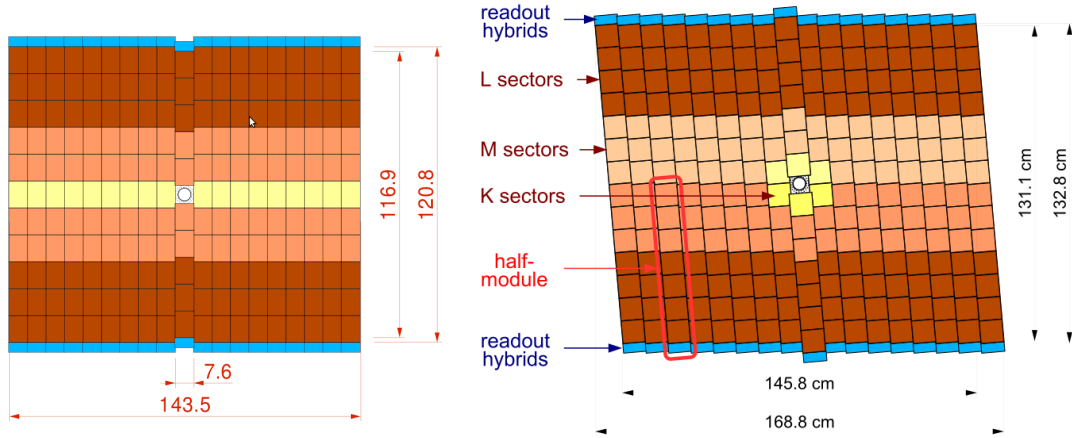 116.9
120.8
7.6
143.5
readout
hybrids
L sectors
M sectors
K sectors
half-
module
readout
hybrids
131.1 cm
132.8 cm
145.8 cm
168.8 cm